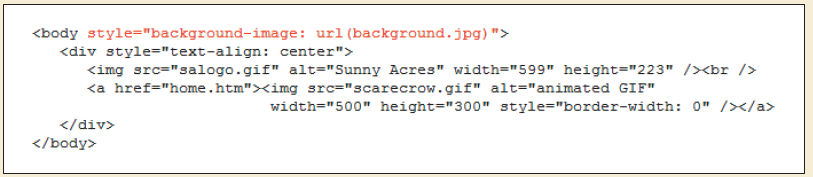 <body style="background-image: url(background.jpg)">
<div style="text-align: center">
<img src="salogo.gif" alt="Sunny Acres" width="599" height="223" /><br />
<a href="home.htm"><img src="scarecrow.gif" alt="animated GIF"
width="500" height="300" style="border-width: 0" /></a>
</div>
</body>